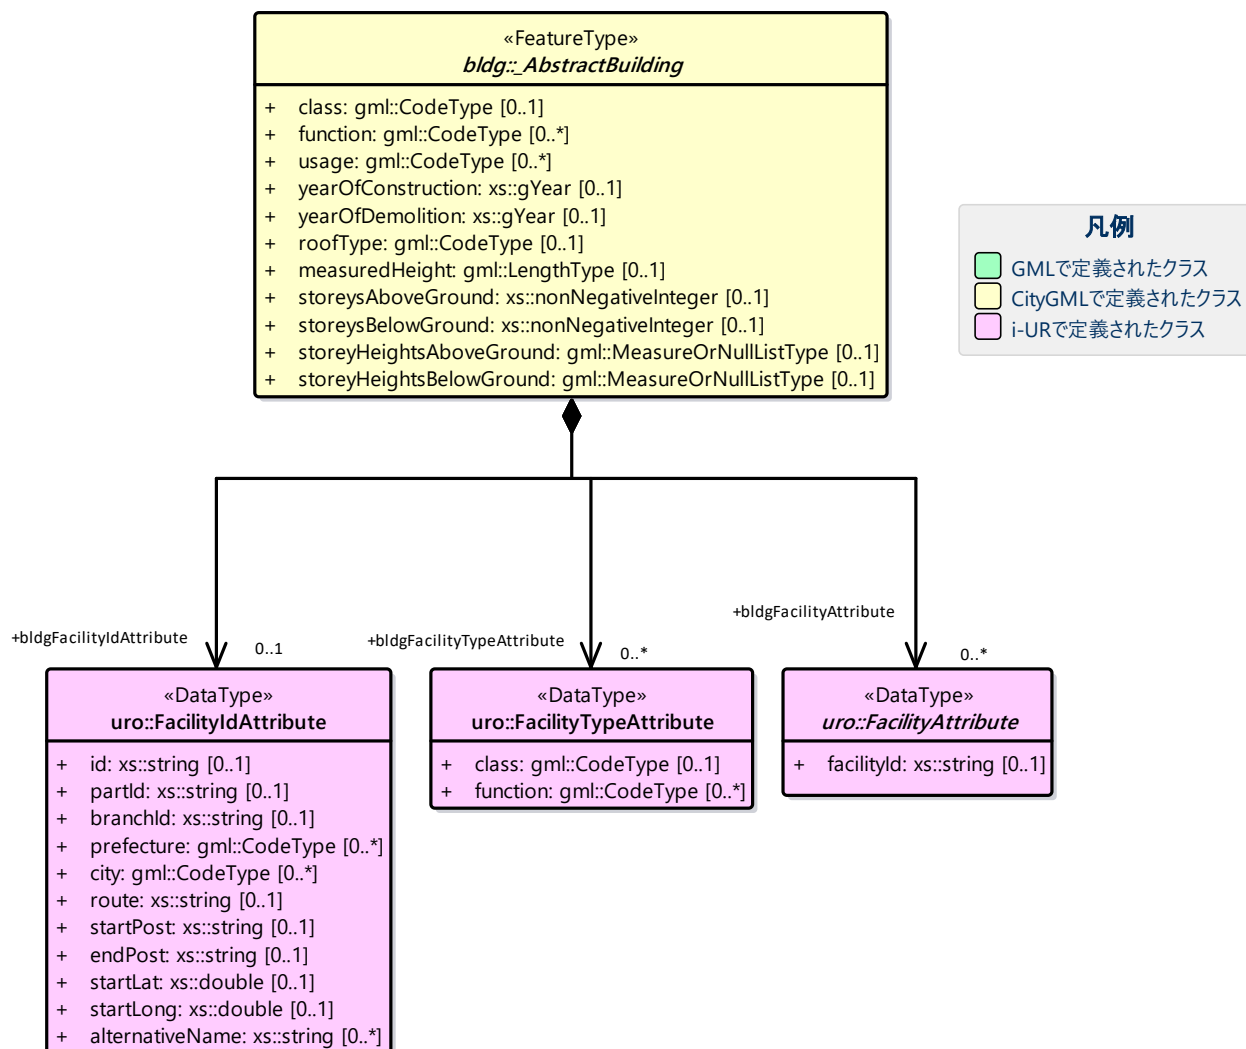 «FeatureType»
bldg::_AbstractBuilding
+ class: gml::CodeType [0..1]
+ function: gml::CodeType [0..*]
+ usage: gml::CodeType [0..*]
+ yearOfConstruction: xs::gYear [0..1]
+ yearOfDemolition: xs::gYear [0..1]
+ roofType: gml::CodeType [0..1]
+ measuredHeight: gml::LengthType [0..1]
+ storeysAboveGround: xs::nonNegativeInteger [0..1]
+ storeysBelowGround: xs::nonNegativeInteger [0..1]
+ storeyHeightsAboveGround: gml::MeasureOrNullListType [0..1]
+ storeyHeightsBelowGround: gml::MeasureOrNullListType [0..1]
凡例
GMLで定義されたクラス
CityGMLで定義されたクラス
i-URで定義されたクラス
+bldgFacilityIdAttribute
0..1
+bldgFacilityTypeAttribute
0..*
+bldgFacilityAttribute
0..*
«DataType»
uro::FacilityIdAttribute
+ id: xs::string [0..1]
+ partId: xs::string [0..1]
+ branchId: xs::string [0..1]
+ prefecture: gml::CodeType [0..*]
+ city: gml::CodeType [0..*]
+ route: xs::string [0..1]
+ startPost: xs::string [0..1]
+ endPost: xs::string [0..1]
+ startLat: xs::double [0..1]
+ startLong: xs::double [0..1]
+ alternativeName: xs::string [0..*]
«DataType»
uro::FacilityTypeAttribute
+ class: gml::CodeType [0..1]
+ function: gml::CodeType [0..*]
«DataType»
uro::FacilityAttribute
+ facilityId: xs::string [0..1]